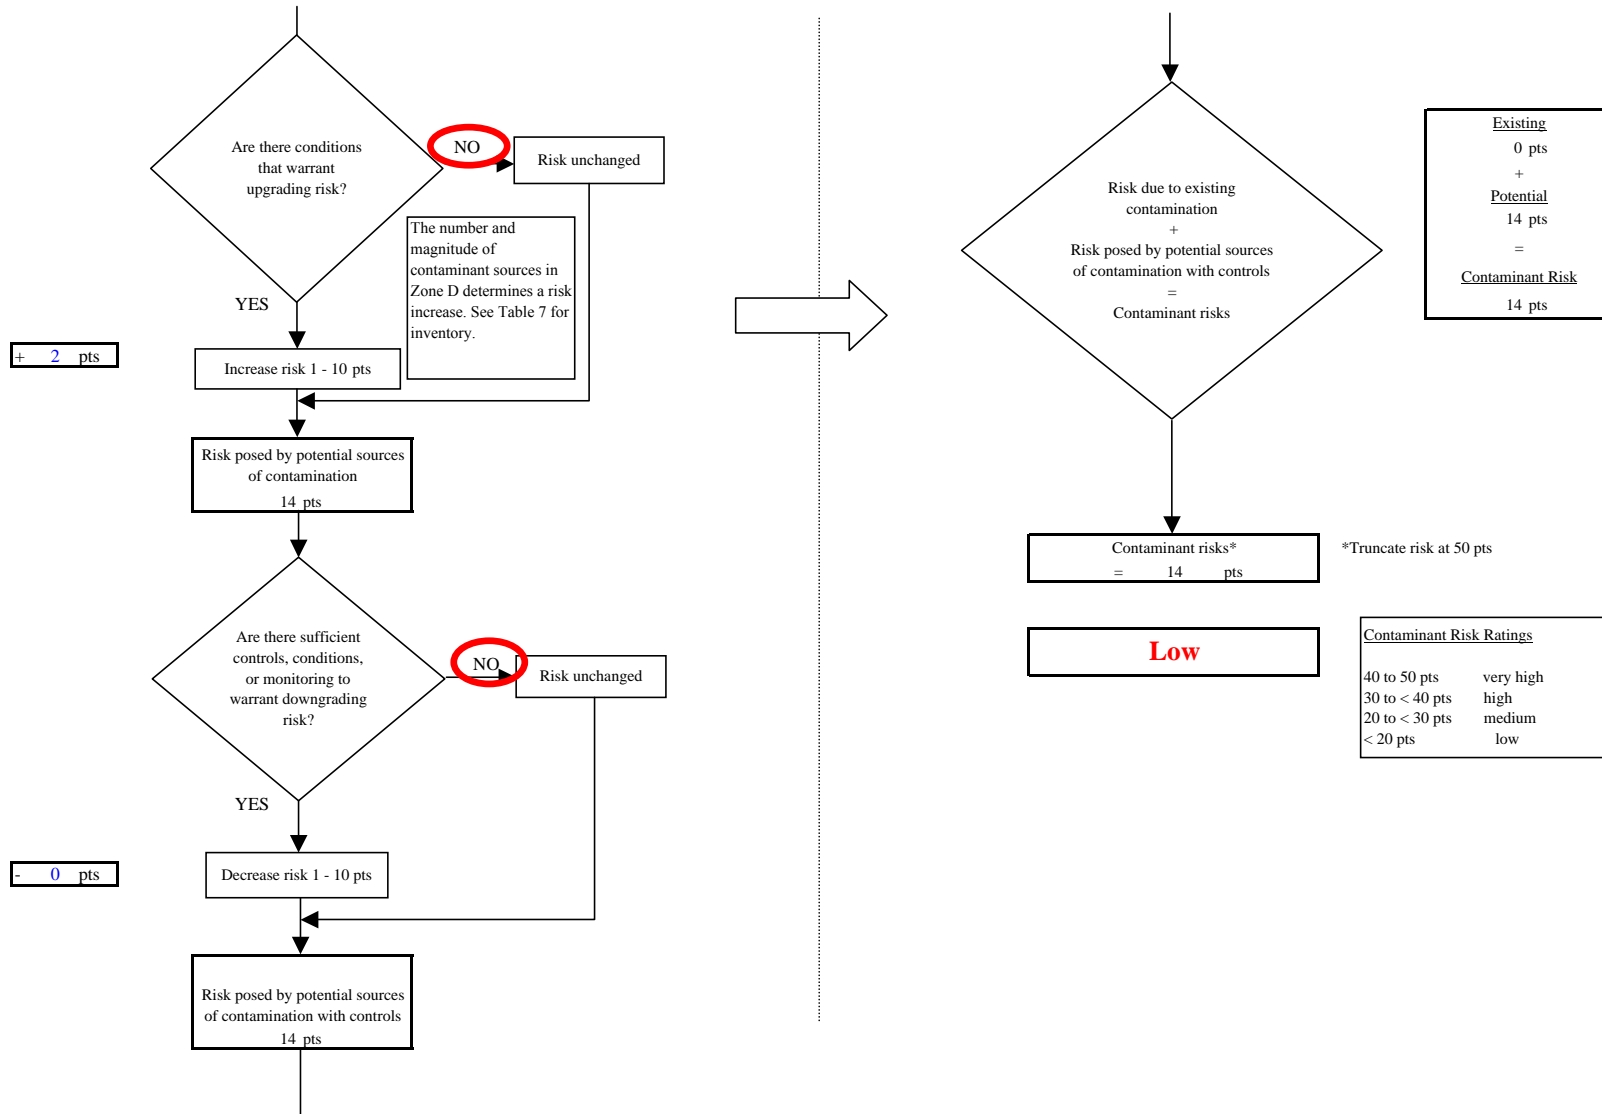 Are there conditions
that warrant
upgrading risk?
NO
Risk unchanged
The number and
magnitude of
contaminant sources in
Zone D determines a risk
increase. See Table 7 for
inventory.
YES
+ 2 pts
Increase risk 1 - 10 pts
Risk posed by potential sources
of contamination
14 pts
Are there sufficient
controls, conditions,
or monitoring to
warrant downgrading
risk?
NO
Risk unchanged
YES
- 0 pts
Decrease risk 1 - 10 pts
Risk posed by potential sources
of contamination with controls
14 pts
Risk due to existing
contamination
+
Risk posed by potential sources
of contamination with controls
=
Contaminant risks
Existing
0 pts
+
Potential
14 pts
=
Contaminant Risk
14 pts
Contaminant risks*
= 14 pts
*Truncate risk at 50 pts
Low
Contaminant Risk Ratings
40 to 50 pts very high
30 to < 40 pts high
20 to < 30 pts medium
< 20 pts low